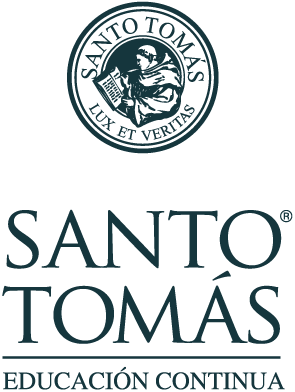 SANTO TOMÁS
LUX ET VERITAS
SANTO®
TOMÁS
EDUCACIÓN CONTINUA